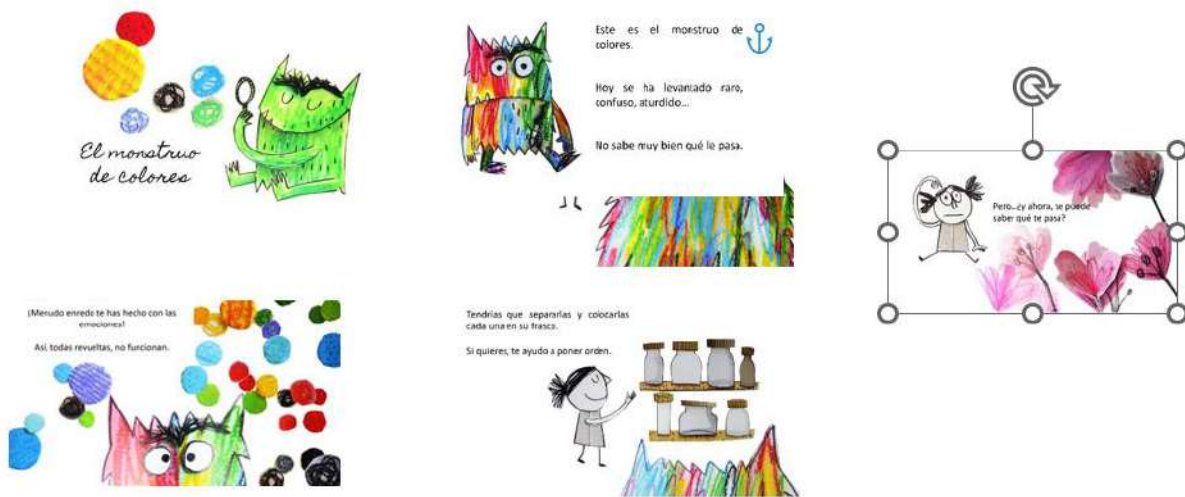 El monstruo
de colores
Este es el monstruo de
colores.
Hoy se ha levantado raro,
confuso, aturdido...
No sabe muy bien qué le pasa.
Pero...¿y ahora, se puede
saber qué te pasa?
¡Menudo enredo te has hecho con las
emociones!
Así, todas revueltas, no funcionan.
Tendrías que separarlas y colocarlas
cada una en su frasco.
Si quieres, te ayudo a poner orden.